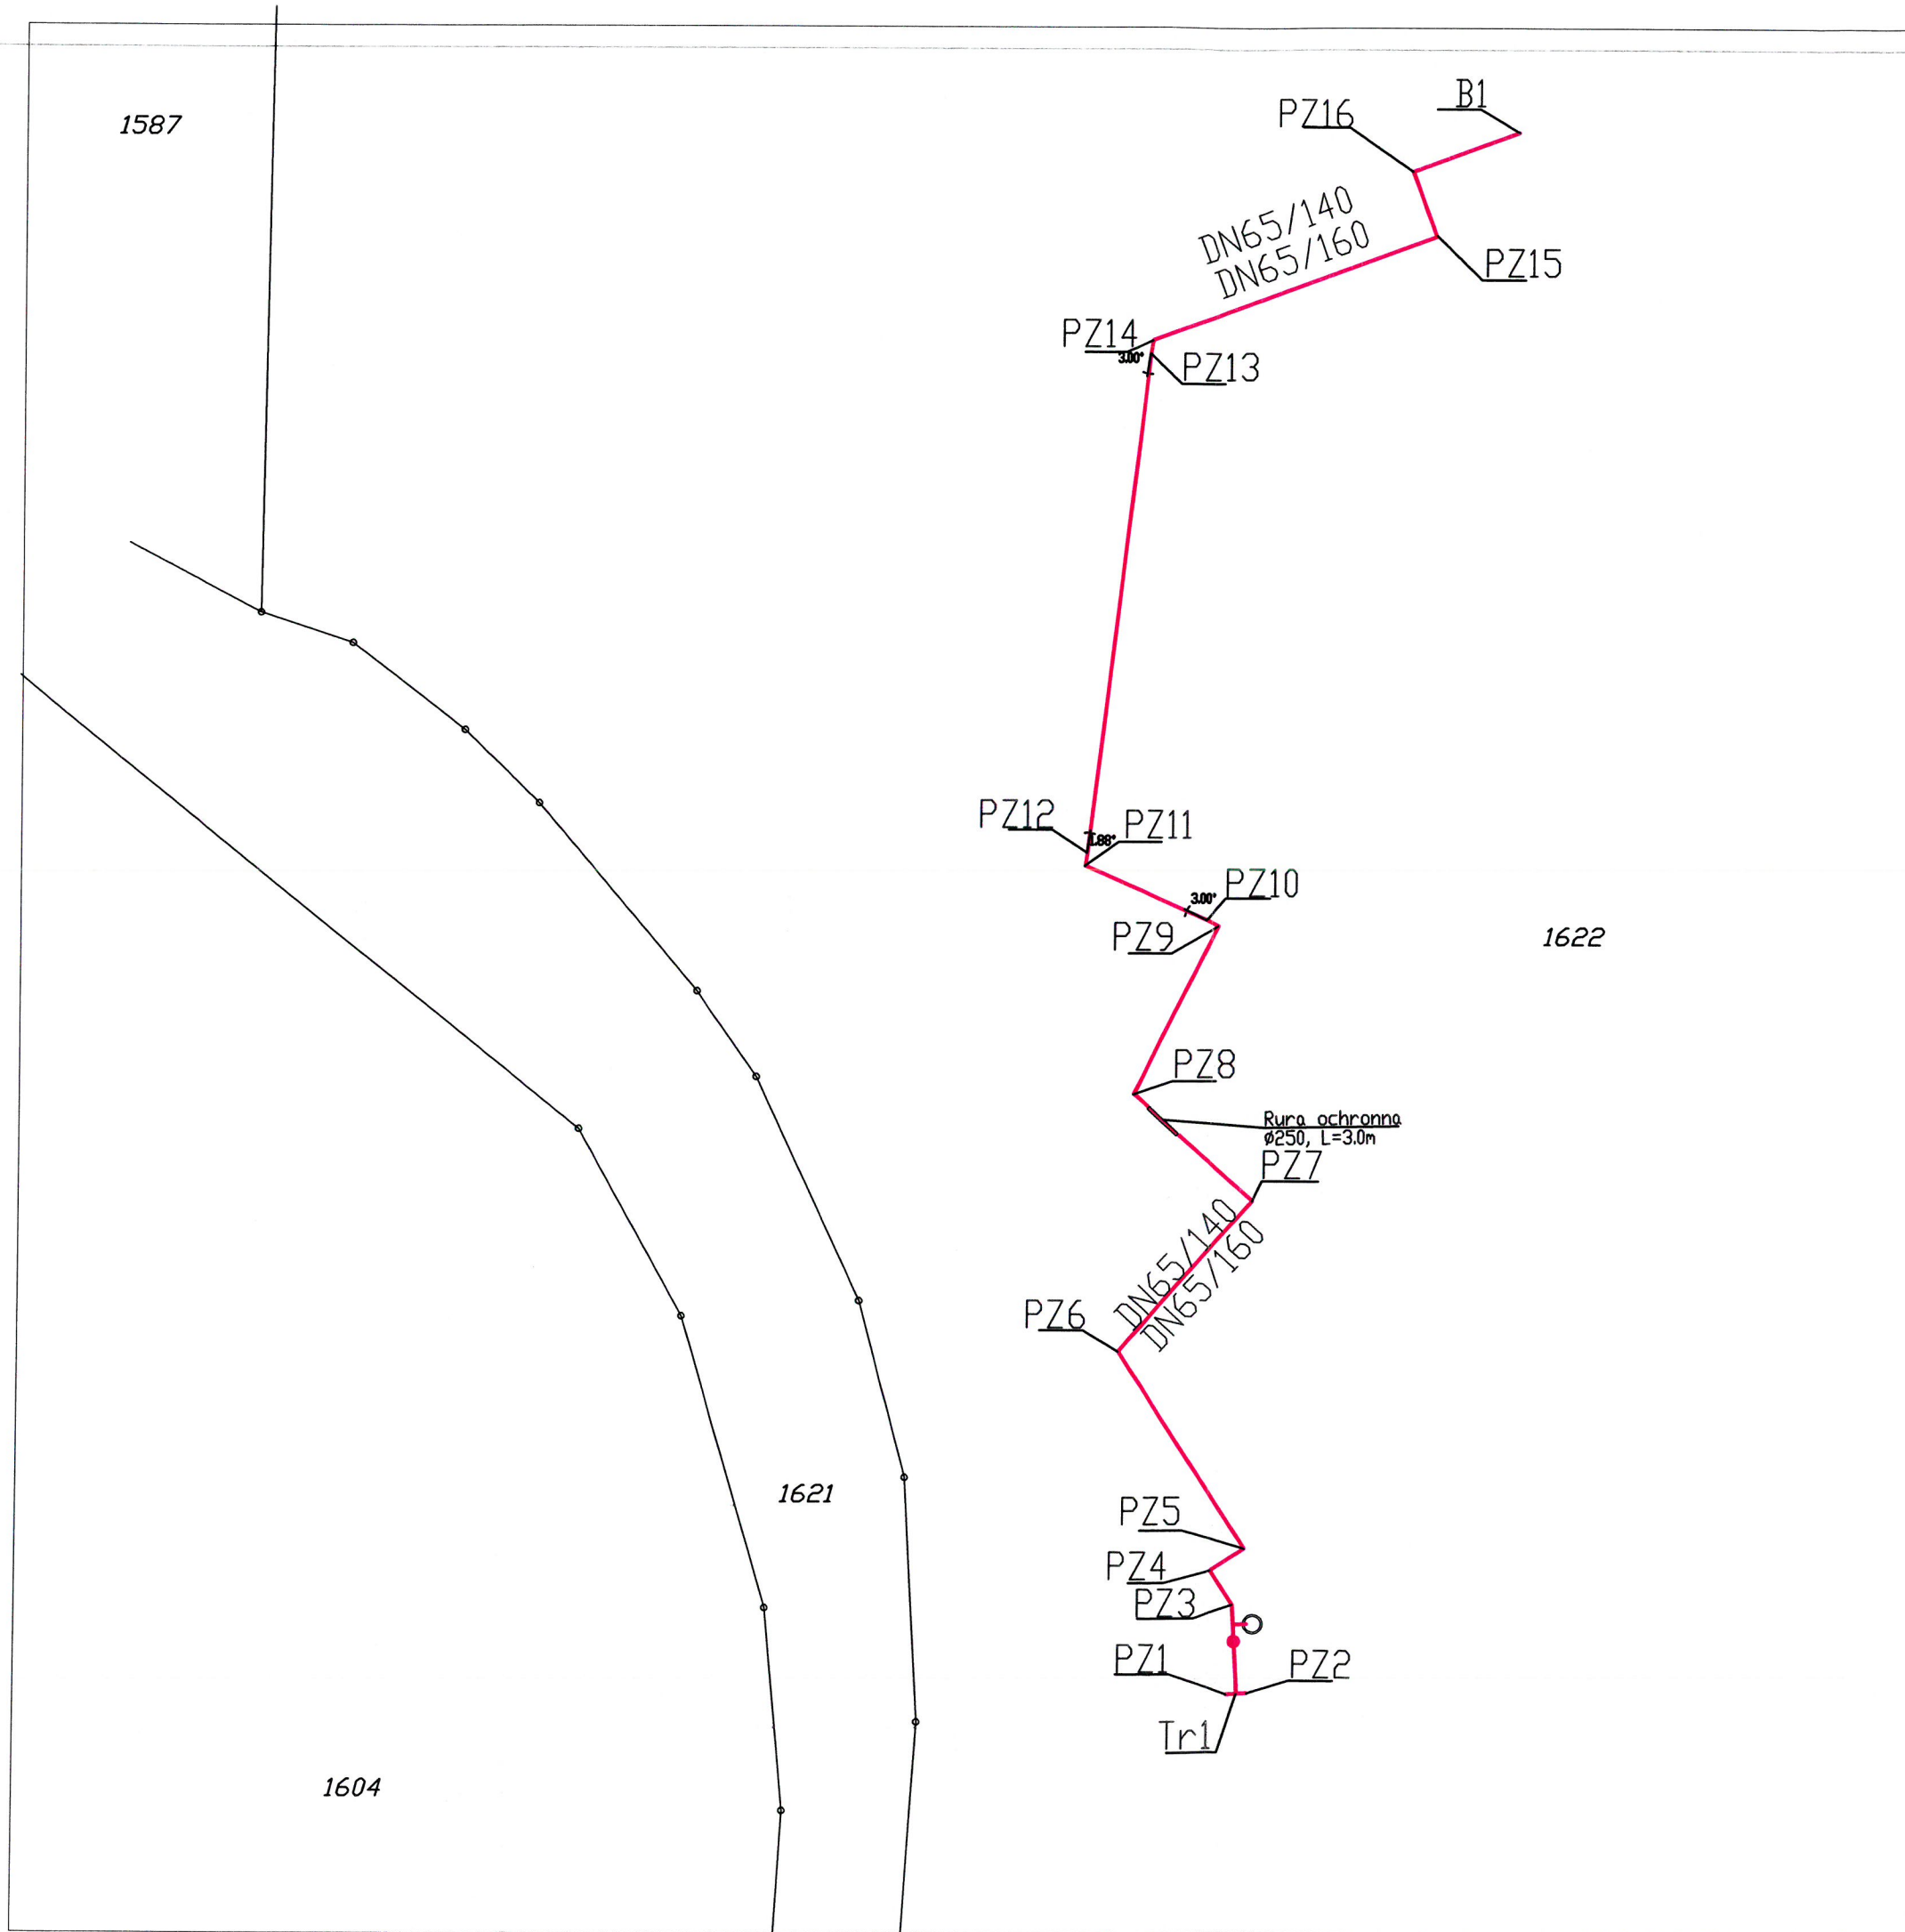 B1
PZ16
1587
DN65/140
DN65/160
PZ15
PZ14
3.00°
PZ13
PZ12
1.88°
PZ11
PZ10
3.00°
PZ9
1622
PZ8
Rura ochronna
Ø250, L=3.0m
PZ7
DN65/140
DN65/160
PZ6
1621
PZ5
PZ4
PZ3
PZ1
PZ2
Tr1
1604